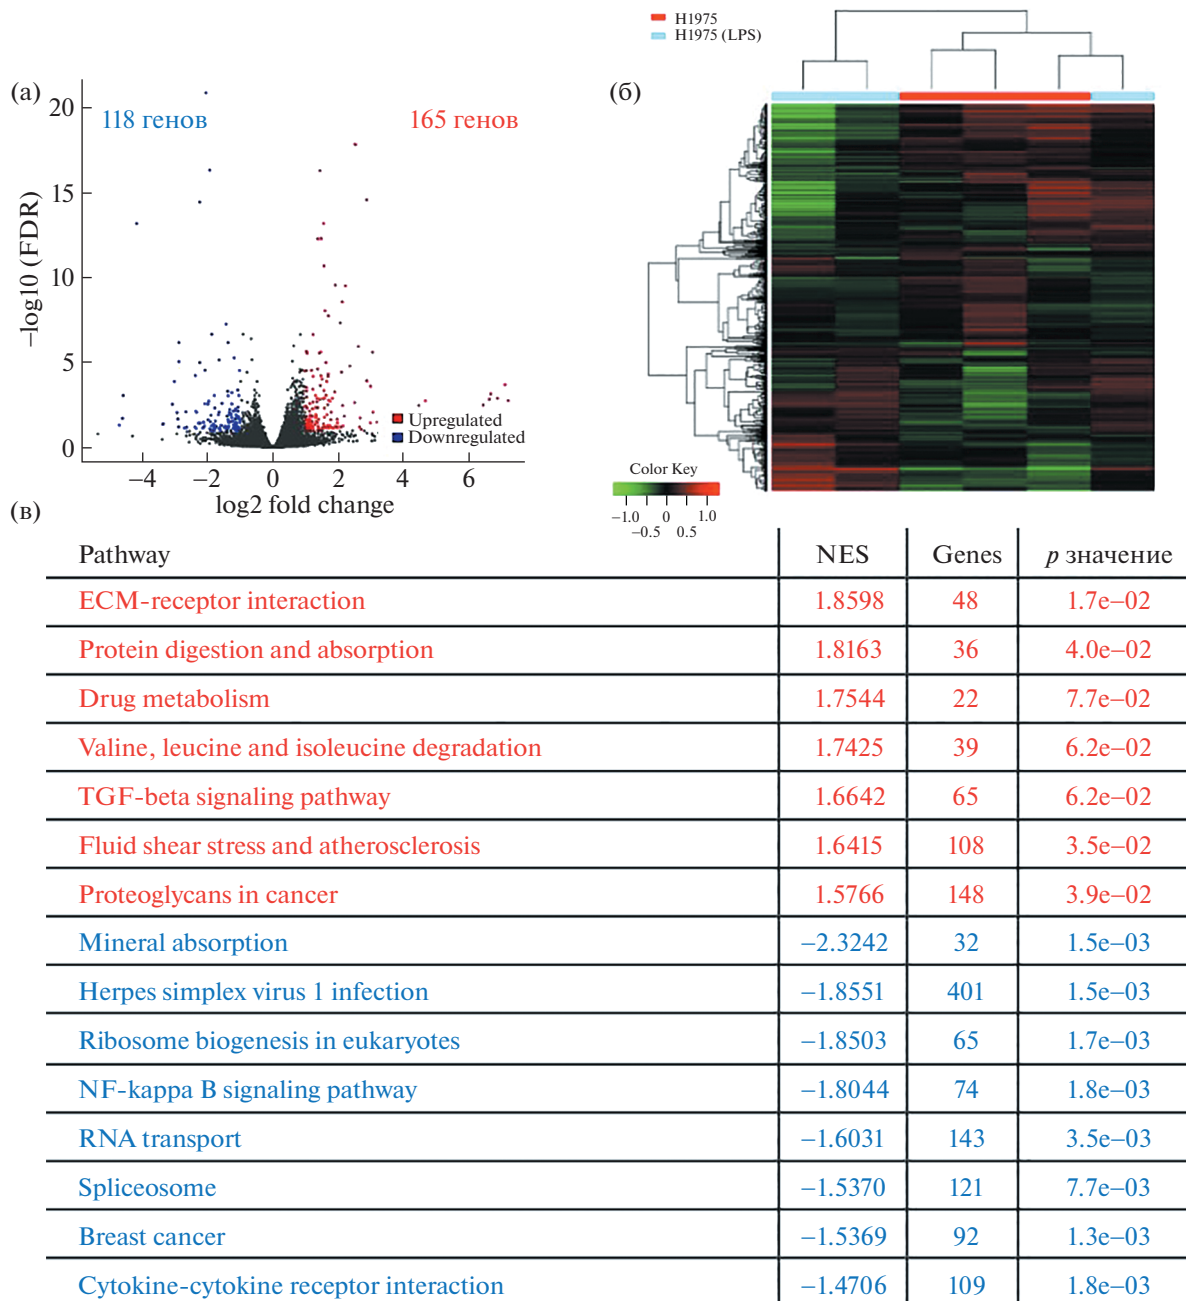 H1975
H1975 (LPS)
(а)
118 генов
165 генов
20
15
10
5
0
–log10 (FDR)
Upregulated
Downregulated
−4 −2 0 2 4 6
log2 fold change
(б)
Color Key
−1.0 0 1.0
−0.5 0.5
(в)
Pathway NES Genes p значение
ECM-receptor interaction 1.8598 48 1.7e−02
Protein digestion and absorption 1.8163 36 4.0e−02
Drug metabolism 1.7544 22 7.7e−02
Valine, leucine and isoleucine degradation 1.7425 39 6.2e−02
TGF-beta signaling pathway 1.6642 65 6.2e−02
Fluid shear stress and atherosclerosis 1.6415 108 3.5e−02
Proteoglycans in cancer 1.5766 148 3.9e−02
Mineral absorption −2.3242 32 1.5e−03
Herpes simplex virus 1 infection −1.8551 401 1.5e−03
Ribosome biogenesis in eukaryotes −1.8503 65 1.7e−03
NF-kappa B signaling pathway −1.8044 74 1.8e−03
RNA transport −1.6031 143 3.5e−03
Spliceosome −1.5370 121 7.7e−03
Breast cancer −1.5369 92 1.3e−03
Cytokine-cytokine receptor interaction −1.4706 109 1.8e−03